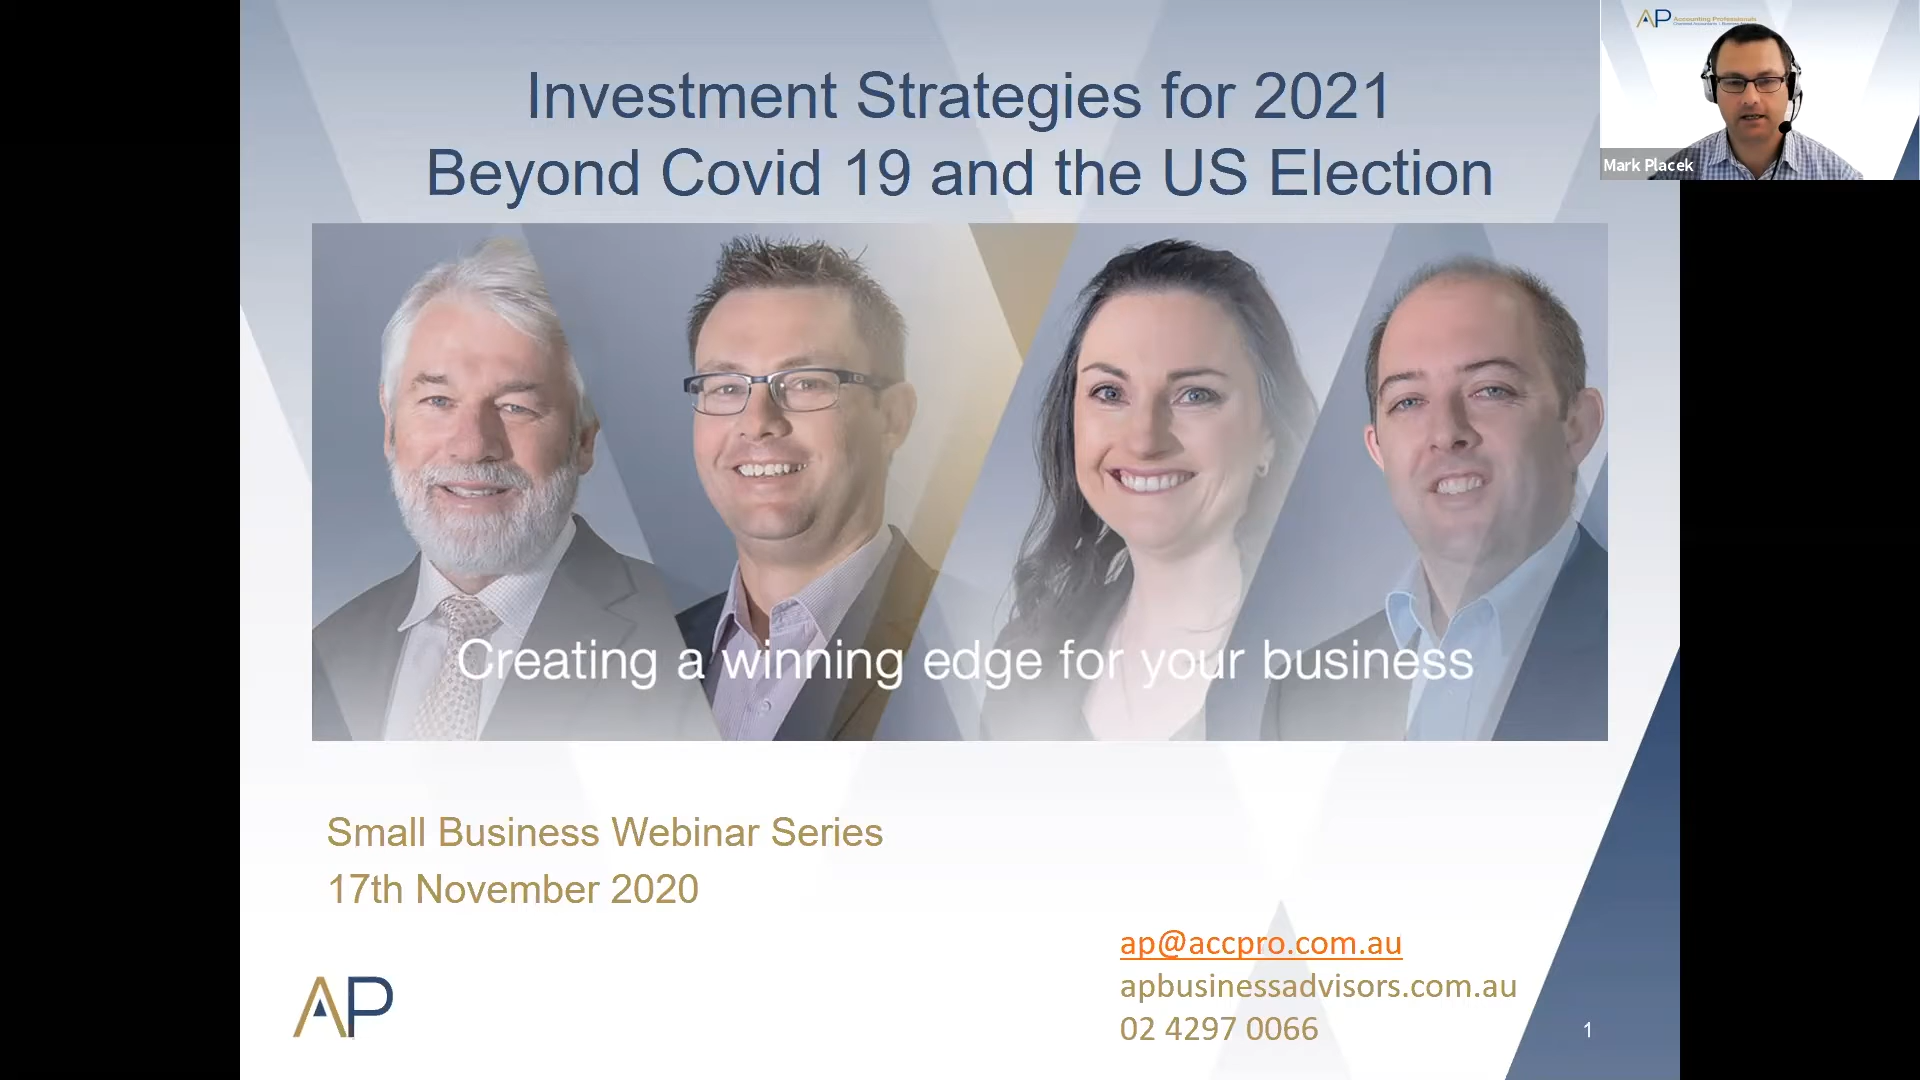 Investment Strategies for 2021
Beyond Covid 19 and the US Election
AP Accounting Professionals
Mark Placek
Creating a winning edge for your business
Small Business Webinar Series
17th November 2020
ap@accpro.com.au
apbusinessadvisors.com.au
02 4297 0066
AP
1